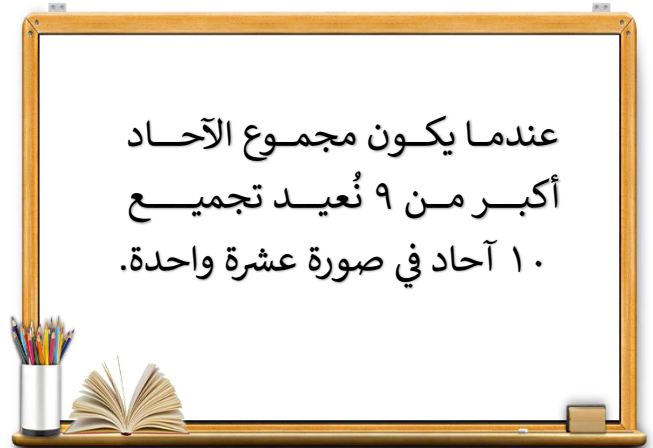 عندما يكون مجموع الآحاد
أكبر من ٩ نُعيد تجميع
١٠ آحاد في صورة عشرة واحدة.